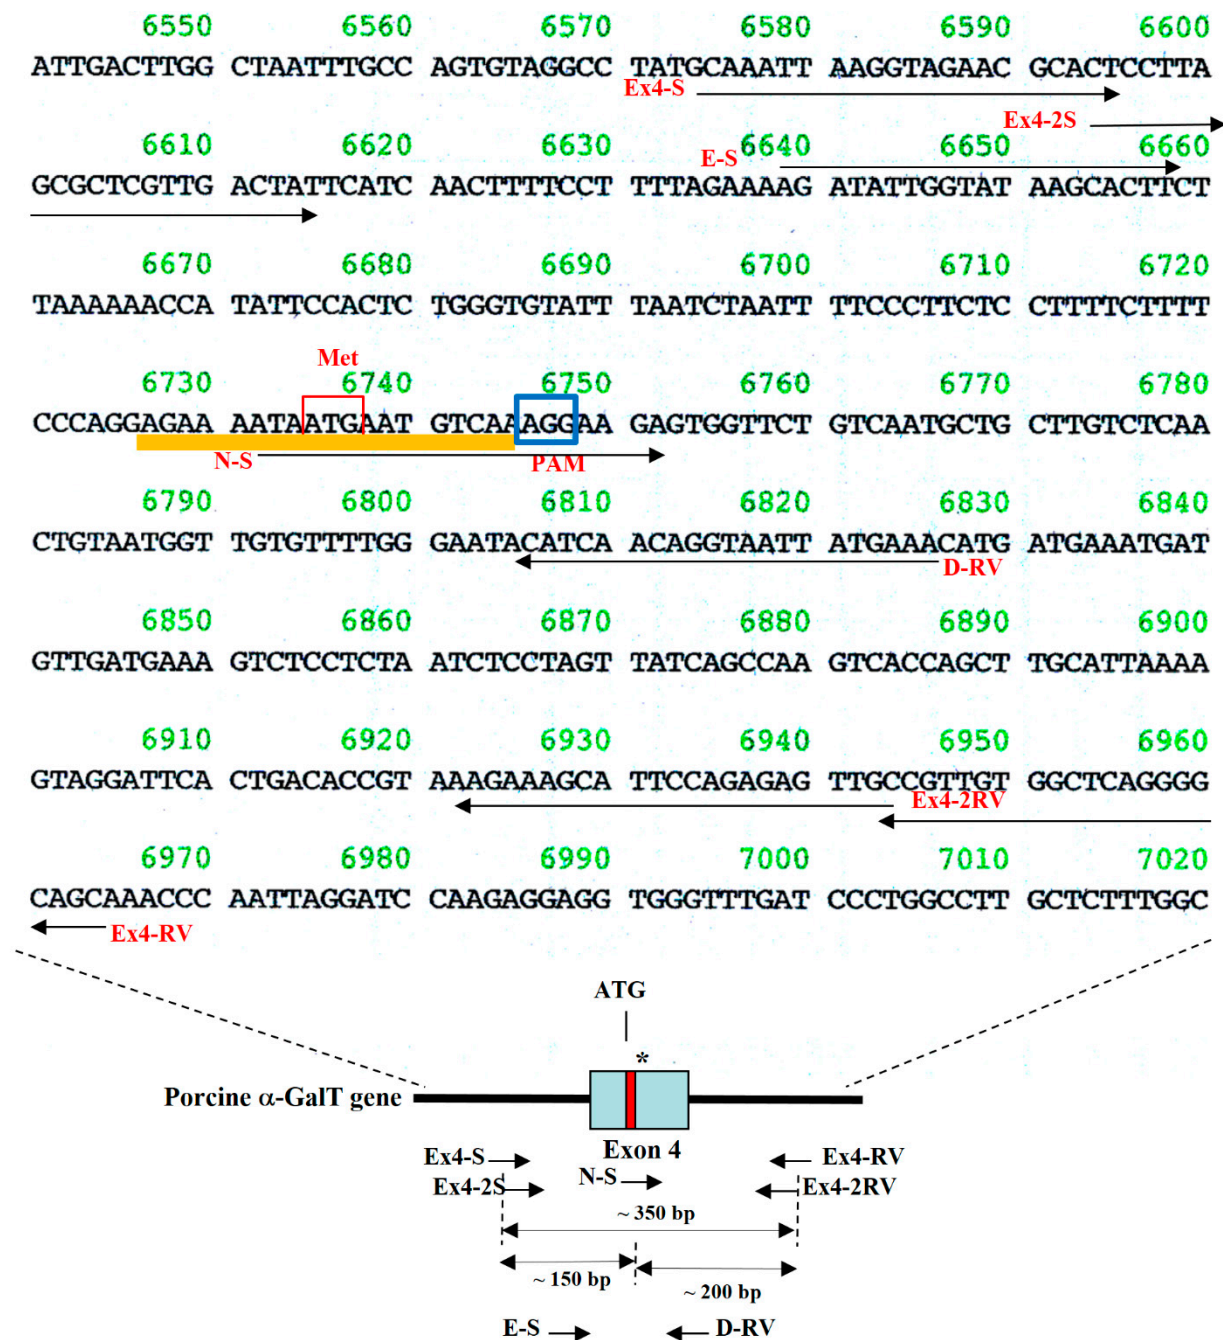 6550 6560 6570 6580 6590 6600
ATTGACTTGG CTAATTTGCC AGTGTAGGCC TATGCAAATT AAGGTAGAAC GCACTCCTTA
Ex4-S
Ex4-2S
6610 6620 6630 E-S 6640 6650 6660
GCGCTCGTTG ACTATTCATC AACTTTTCCT TTTAGAAAAG ATATTGGTAT AAGCACTTCT
6670 6680 6690 6700 6710 6720
TAAAAAACCA TATTCCACTC TGGGTGTATT TAATCTAATT TTCCCTTCTC CTTTTCTTTT
Met
6730 6740 6750 6760 6770 6780
CCCAGGAGAA AATAATGAAT GTCAAAGGAA GAGTGGTTCT GTCAATGCTG CTTGTCTCAA
N-S PAM
6790 6800 6810 6820 6830 6840
CTGTAATGGT TGTGTTTTGG GAATACATCA ACAGGTAATT ATGAAACATG ATGAAATGAT
D-RV
6850 6860 6870 6880 6890 6900
GTTGATGAAA GTCTCCTCTA ATCTCCTAGT TATCAGCCAA GTCACCAGCT TGCATTAAAA
6910 6920 6930 6940 6950 6960
GTAGGATTCA CTGACACCGT AAAGAAAGCA TTCCAGAGAG TTGCCGTTGT GGCTCAGGGG
Ex4-2RV
6970 6980 6990 7000 7010 7020
CAGCAAACCC AATTAGGATC CAAGAGGAGG TGGGTTTGAT CCCTGGCCTT GCTCTTTGGC
Ex4-RV
ATG
*
Porcine α-GalT gene
Exon 4
Ex4-S N-S Ex4-RV
Ex4-2S Ex4-2RV
~ 350 bp
~ 150 bp ~ 200 bp
E-S D-RV